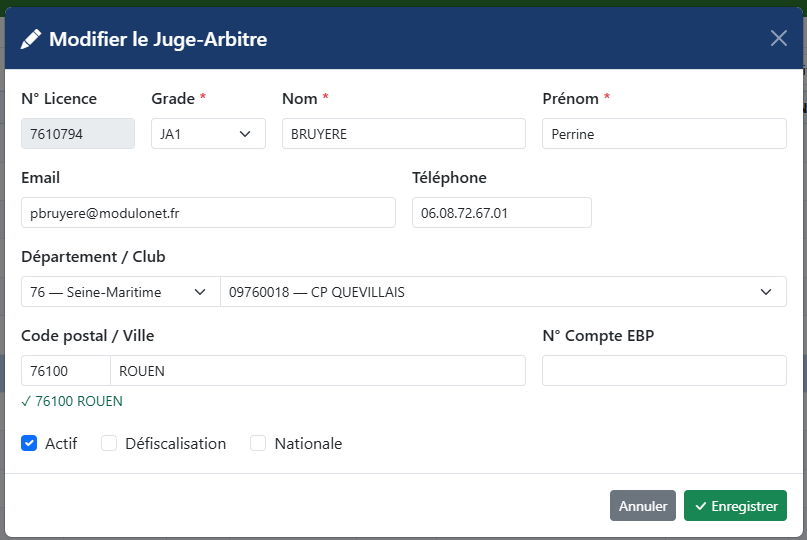 Modifier le Juge-Arbitre
N° Licence Grade * Nom * Prénom *
7610794 JA1 BRUYERE Perrine
Email Téléphone
pbruyere@modulonet.fr 06.08.72.67.01
Département / Club
76 — Seine-Maritime 09760018 — CP QUEVILLAIS
Code postal / Ville N° Compte EBP
76100 ROUEN
✓ 76100 ROUEN
Actif Défiscalisation Nationale
Annuler ✓ Enregistrer